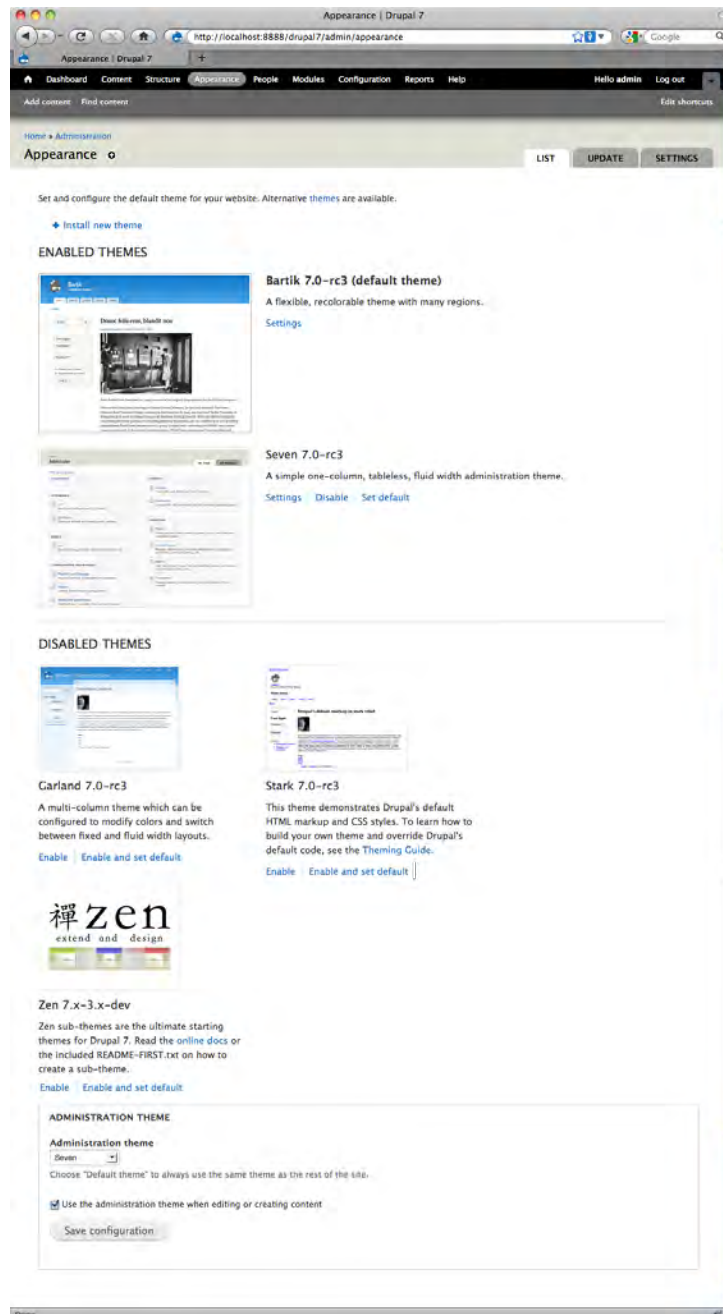 Appearance | Drupal 7
http://localhost:8888/drupal7/admin/appearance
Google
Appearance | Drupal 7
Dashboard Content Structure Appearance People Modules Configuration Reports Help Hello admin Log out
Add content Find content Edit shortcuts
Home » Administration
Appearance
LIST UPDATE SETTINGS
Set and configure the default theme for your website. Alternative themes are available.
+ Install new theme
ENABLED THEMES
Bartik
Donec felis eros, blandit non
Bartik 7.0-rc3 (default theme)
A flexible, recolorable theme with many regions.
Settings
Seven 7.0-rc3
A simple one-column, tableless, fluid width administration theme.
Settings Disable Set default
DISABLED THEMES
Garland 7.0-rc3
A multi-column theme which can be
configured to modify colors and switch
between fixed and fluid width layouts.
Enable Enable and set default
Stark 7.0-rc3
This theme demonstrates Drupal's default
HTML markup and CSS styles. To learn how to
build your own theme and override Drupal's
default code, see the Theming Guide.
Enable Enable and set default
禪 zen
extend and design
Zen 7.x-3.x-dev
Zen sub-themes are the ultimate starting
themes for Drupal 7. Read the online docs or
the included README-FIRST.txt on how to
create a sub-theme.
Enable Enable and set default
ADMINISTRATION THEME
Administration theme
Seven
Choose "Default theme" to always use the same theme as the rest of the site.
Use the administration theme when editing or creating content
Save configuration
Done